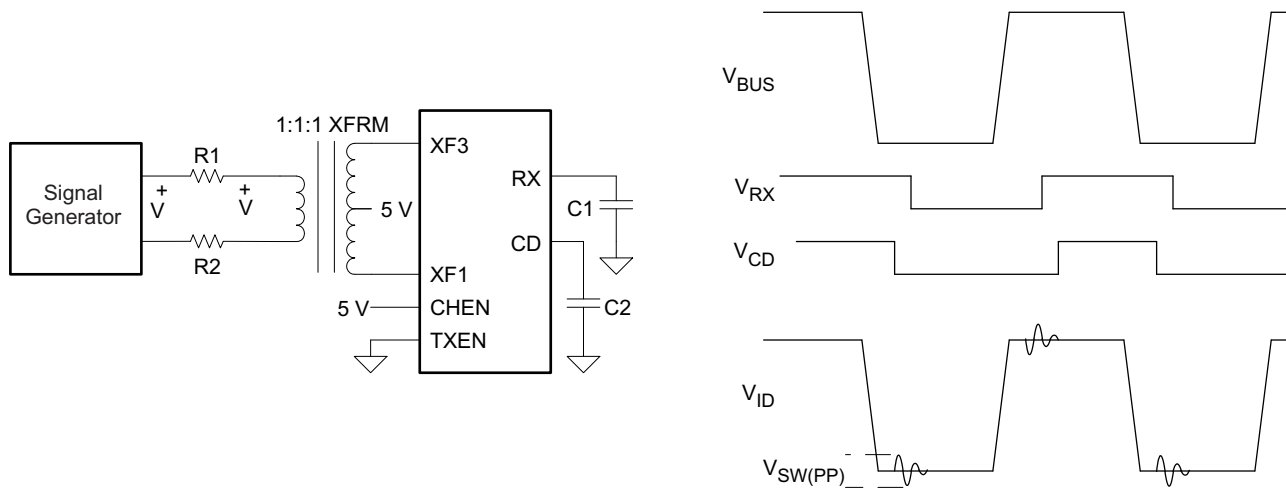 1:1:1 XFRM
Signal
Generator
R1
+
V
+
V
R2
5 V
XF3
XF1
5 V
CHEN
TXEN
RX
CD
C1
C2
V_BUS
V_RX
V_CD
V_ID
V_SW(PP)